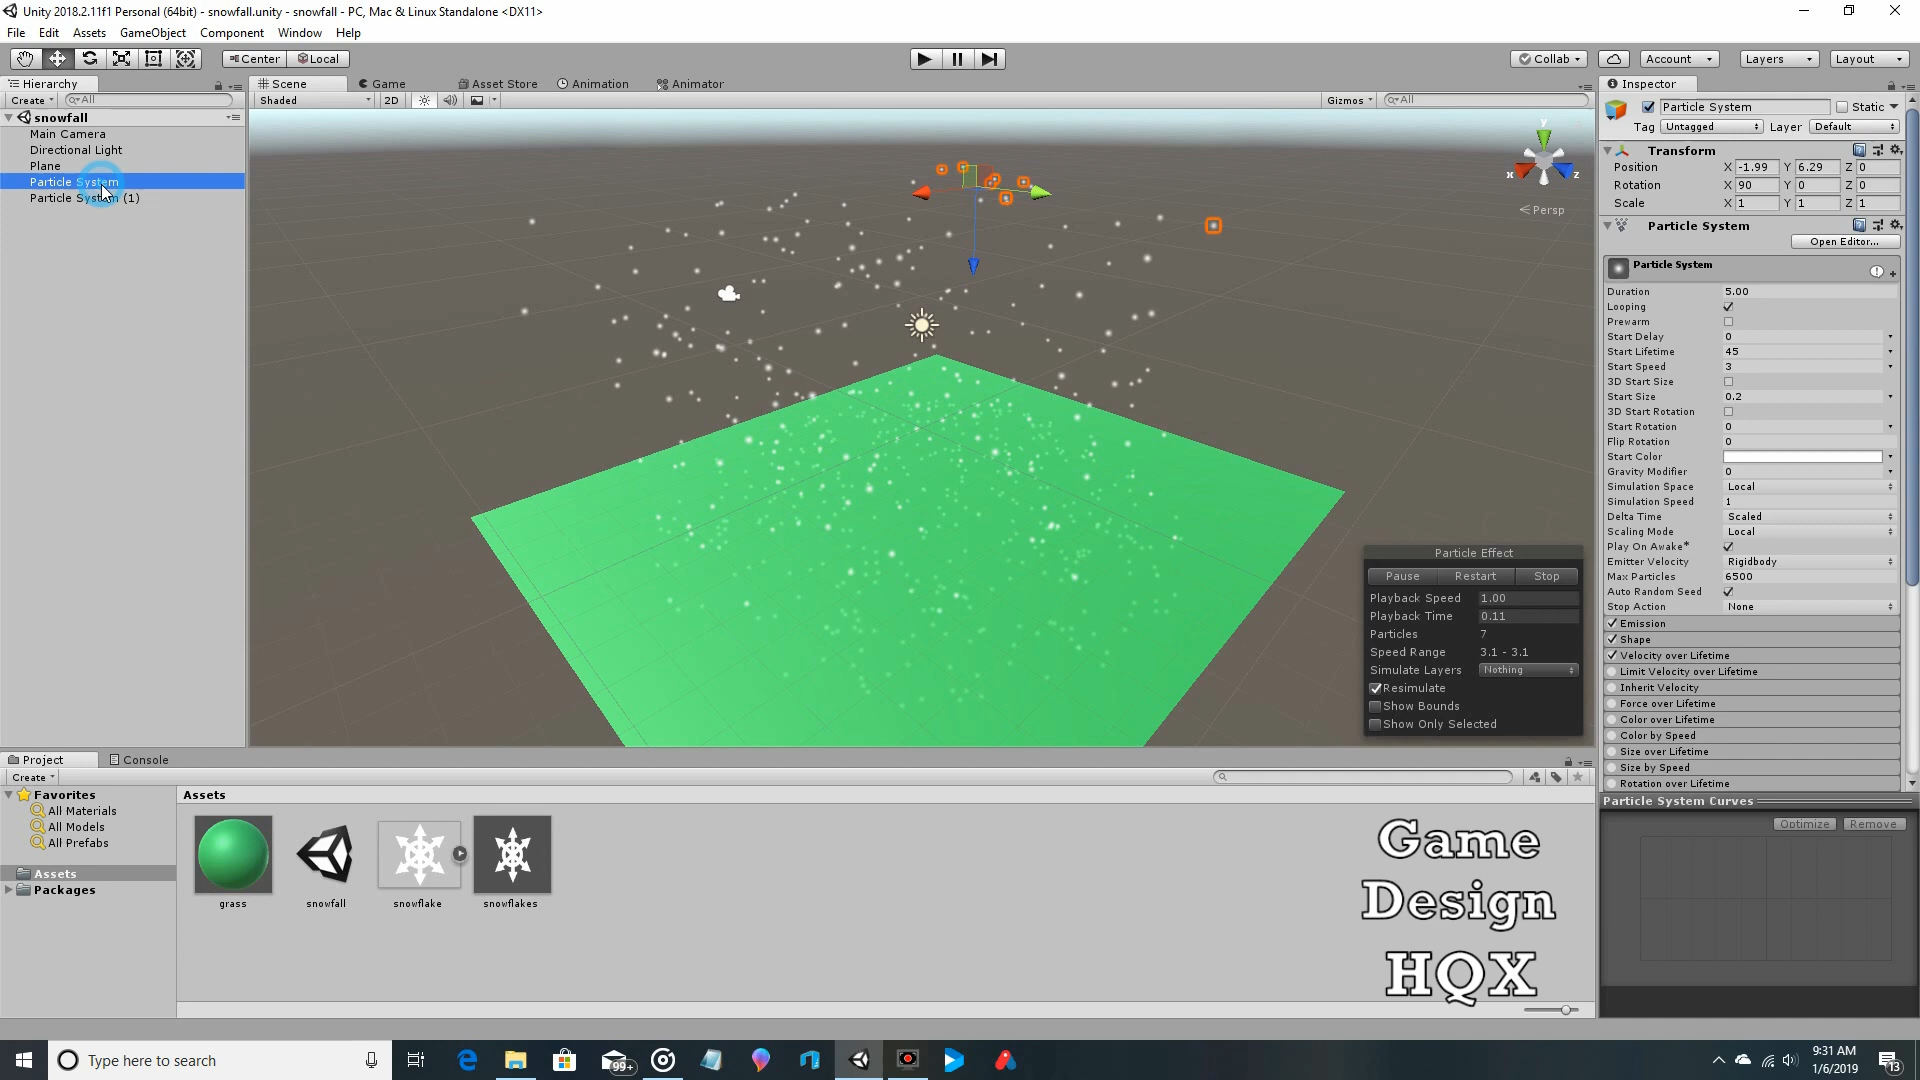 Unity 2018.2.11f1 Personal (64bit) - snowfall.unity - snowfall - PC, Mac & Linux Standalone <DX11>
File Edit Assets GameObject Component Window Help
Center Local Collab Account Layers Layout
Hierarchy Scene Game Asset Store Animation Animator Inspector
Create All Shaded 2D Gizmos All
snowfall
Main Camera
Directional Light
Plane
Particle System
Particle System (1)
y
x z
Persp
Particle System Static
Tag Untagged Layer Default
Transform
Position X -1.99 Y 6.29 Z 0
Rotation X 90 Y 0 Z 0
Scale X 1 Y 1 Z 1
Particle System
Open Editor...
Particle System
Duration 5.00
Looping
Prewarm
Start Delay 0
Start Lifetime 45
Start Speed 3
3D Start Size
Start Size 0.2
3D Start Rotation
Start Rotation 0
Flip Rotation 0
Start Color
Gravity Modifier 0
Simulation Space Local
Simulation Speed 1
Delta Time Scaled
Scaling Mode Local
Play On Awake*
Emitter Velocity Rigidbody
Max Particles 6500
Auto Random Seed
Stop Action None
Emission
Shape
Velocity over Lifetime
Limit Velocity over Lifetime
Inherit Velocity
Force over Lifetime
Color over Lifetime
Color by Speed
Size over Lifetime
Size by Speed
Rotation over Lifetime
Particle System Curves
Optimize Remove
Particle Effect
Pause Restart Stop
Playback Speed 1.00
Playback Time 0.11
Particles 7
Speed Range 3.1 - 3.1
Simulate Layers Nothing
Resimulate
Show Bounds
Show Only Selected
Project Console
Create
Favorites
All Materials
All Models
All Prefabs
Assets
Packages
Assets
grass snowfall snowflake snowflakes
Game
Design
HQX
Type here to search
99+
9:31 AM
1/6/2019
13